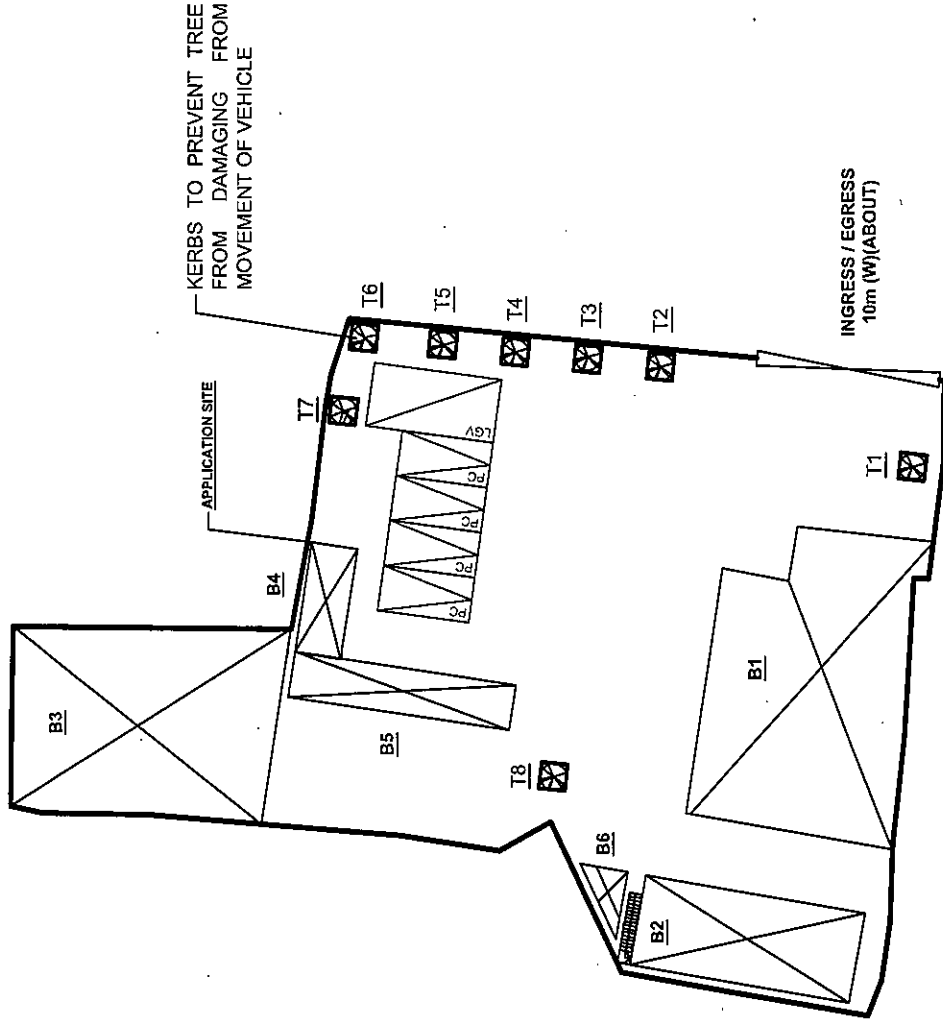 KERBS TO PREVENT TREE
FROM DAMAGING FROM
MOVEMENT OF VEHICLE
APPLICATION SITE
T6
T5
T4
T3
T2
T7
T1
T8
INGRESS / EGRESS
10m (W)(ABOUT)
LGV
PC
PC
PC
PC
B4
B3
B5
B1
B6
B2